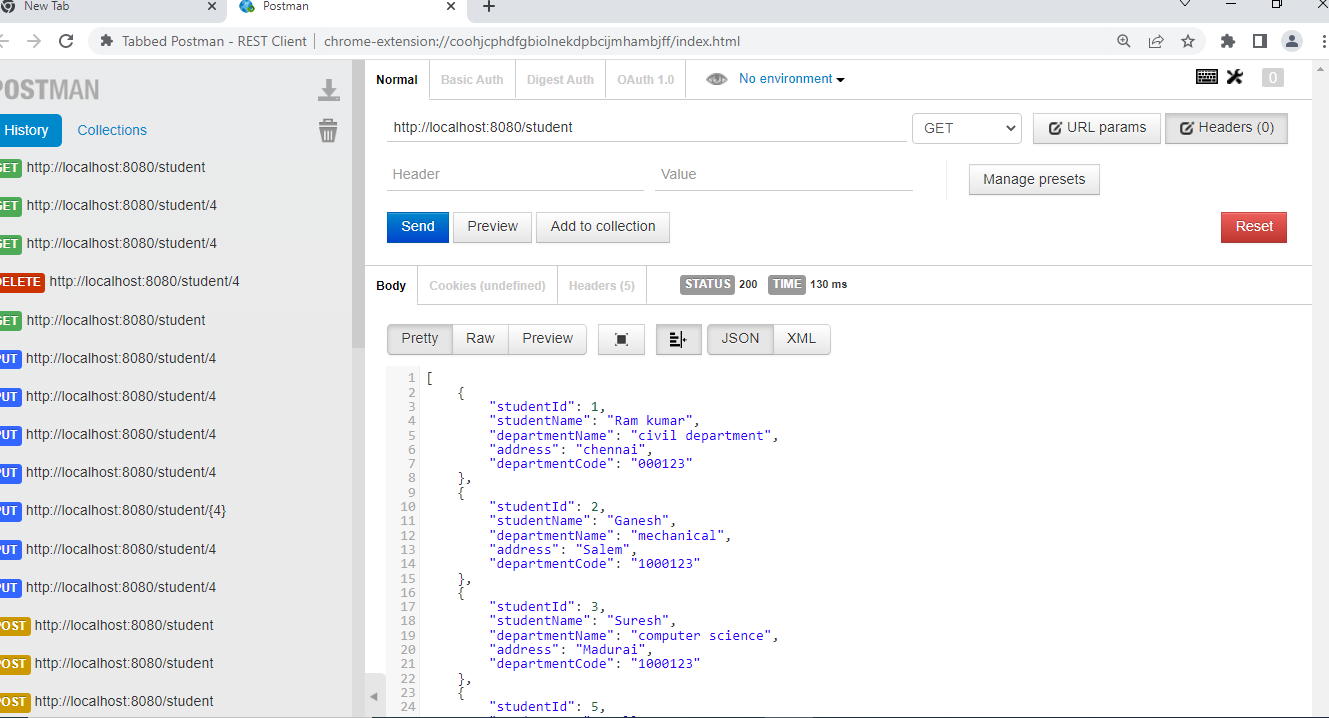 New Tab
Postman
Tabbed Postman - REST Client | chrome-extension://coohjcphdfgbiolnekdpbcijmhambjff/index.html
POSTMAN
History Collections
GET http://localhost:8080/student
GET http://localhost:8080/student/4
GET http://localhost:8080/student/4
DELETE http://localhost:8080/student/4
GET http://localhost:8080/student
PUT http://localhost:8080/student/4
PUT http://localhost:8080/student/4
PUT http://localhost:8080/student/4
PUT http://localhost:8080/student/4
PUT http://localhost:8080/student/{4}
PUT http://localhost:8080/student/4
PUT http://localhost:8080/student/4
POST http://localhost:8080/student
POST http://localhost:8080/student
POST http://localhost:8080/student
Normal Basic Auth Digest Auth OAuth 1.0 No environment 0
http://localhost:8080/student GET URL params Headers (0)
Header Value Manage presets
Send Preview Add to collection Reset
Body Cookies (undefined) Headers (5) STATUS 200 TIME 130 ms
Pretty Raw Preview JSON XML
1 [
2 {
3 "studentId": 1,
4 "studentName": "Ram kumar",
5 "departmentName": "civil department",
6 "address": "chennai",
7 "departmentCode": "000123"
8 },
9 {
10 "studentId": 2,
11 "studentName": "Ganesh",
12 "departmentName": "mechanical",
13 "address": "Salem",
14 "departmentCode": "1000123"
15 },
16 {
17 "studentId": 3,
18 "studentName": "Suresh",
19 "departmentName": "computer science",
20 "address": "Madurai",
21 "departmentCode": "1000123"
22 },
23 {
24 "studentId": 5,